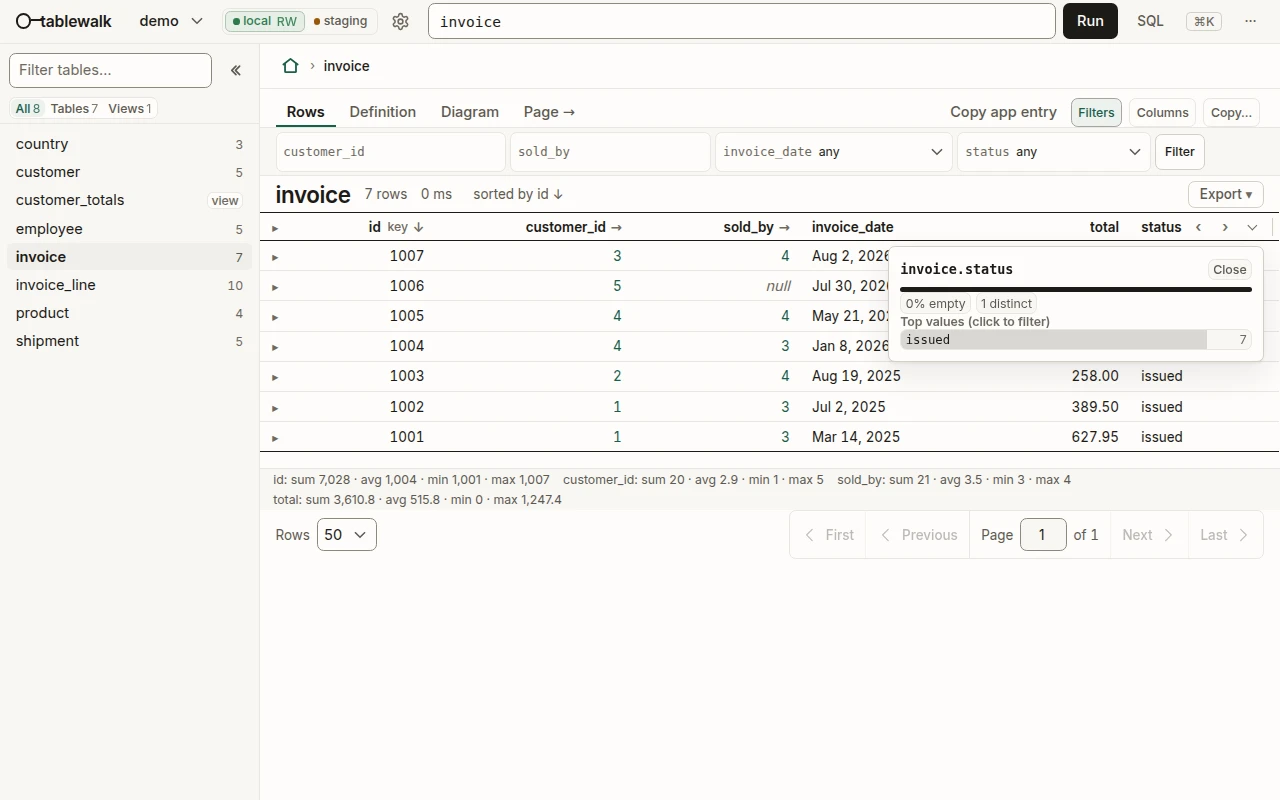 tablewalk demo local RW staging invoice Run SQL ⌘K ···
Filter tables...
All 8 Tables 7 Views 1
country 3
customer 5
customer_totals view
employee 5
invoice 7
invoice_line 10
product 4
shipment 5
› invoice
Rows Definition Diagram Page → Copy app entry Filters Columns Copy...
customer_id sold_by invoice_date any status any Filter
invoice 7 rows 0 ms sorted by id ↓ Export ▾
▸ id key ↓ customer_id → sold_by → invoice_date total status ‹ ›
▸ 1007 3 4 Aug 2, 2026
▸ 1006 5 null Jul 30, 202
▸ 1005 4 4 May 21, 20
▸ 1004 4 3 Jan 8, 2026
▸ 1003 2 4 Aug 19, 2025 258.00 issued
▸ 1002 1 3 Jul 2, 2025 389.50 issued
▸ 1001 1 3 Mar 14, 2025 627.95 issued
invoice.status Close
0% empty 1 distinct
Top values (click to filter)
issued 7
id: sum 7,028 · avg 1,004 · min 1,001 · max 1,007 customer_id: sum 20 · avg 2.9 · min 1 · max 5 sold_by: sum 21 · avg 3.5 · min 3 · max 4
total: sum 3,610.8 · avg 515.8 · min 0 · max 1,247.4
Rows 50 First Previous Page 1 of 1 Next Last